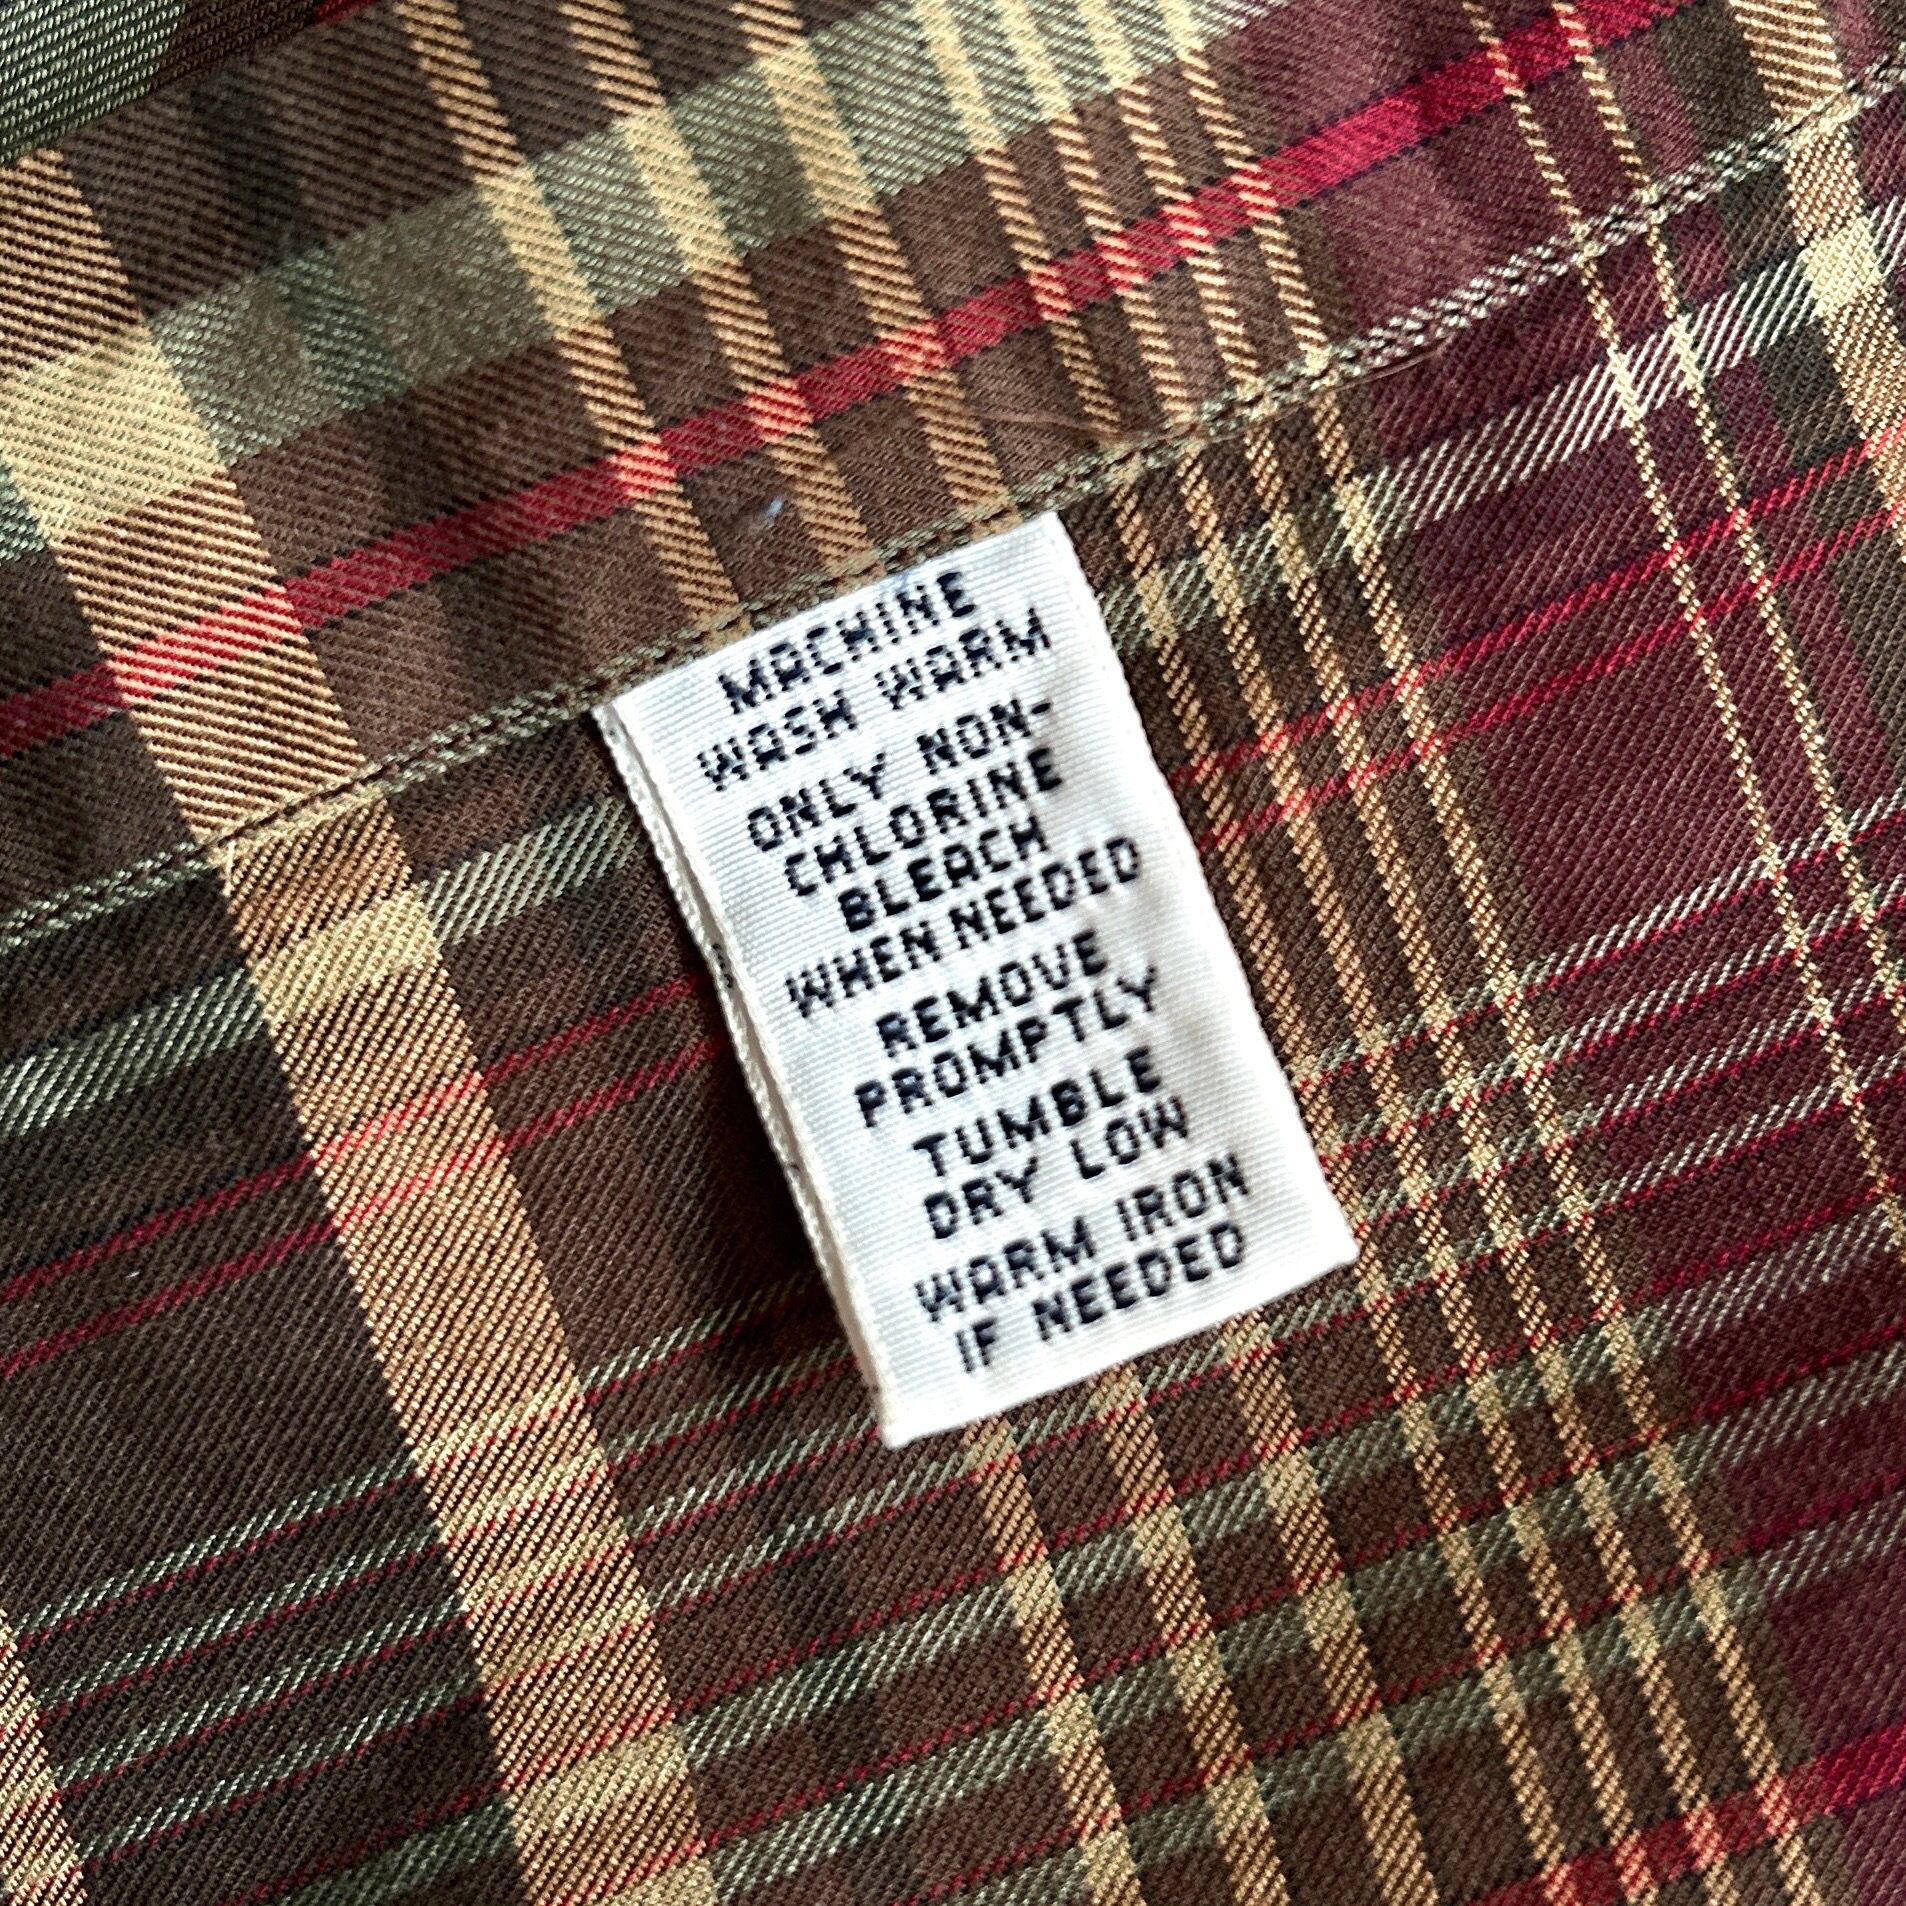 MACHINE
WASH WARM
ONLY NON-
CHLORINE
BLEACH
WHEN NEEDED
REMOVE
PROMPTLY
TUMBLE
DRY LOW
WARM IRON
IF NEEDED